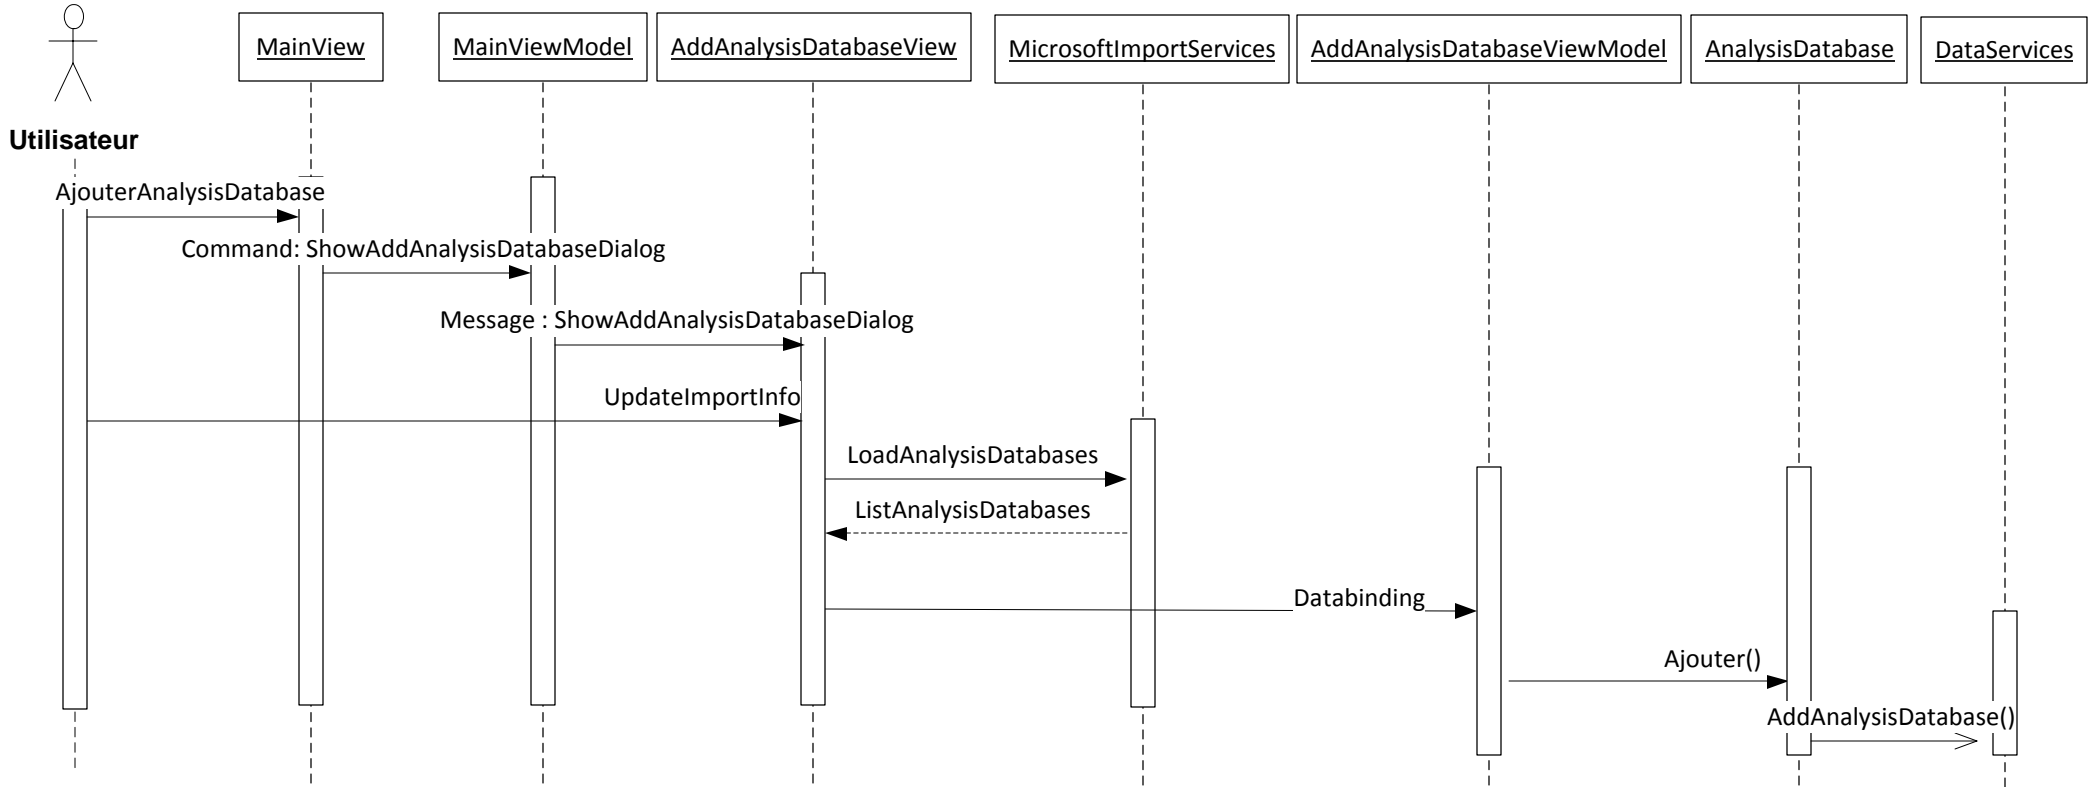 MainView
MainViewModel
AddAnalysisDatabaseView
MicrosoftImportServices
AddAnalysisDatabaseViewModel
AnalysisDatabase
DataServices
Utilisateur
AjouterAnalysisDatabase
Command: ShowAddAnalysisDatabaseDialog
Message : ShowAddAnalysisDatabaseDialog
UpdateImportInfo
LoadAnalysisDatabases
ListAnalysisDatabases
Databinding
Ajouter()
AddAnalysisDatabase()